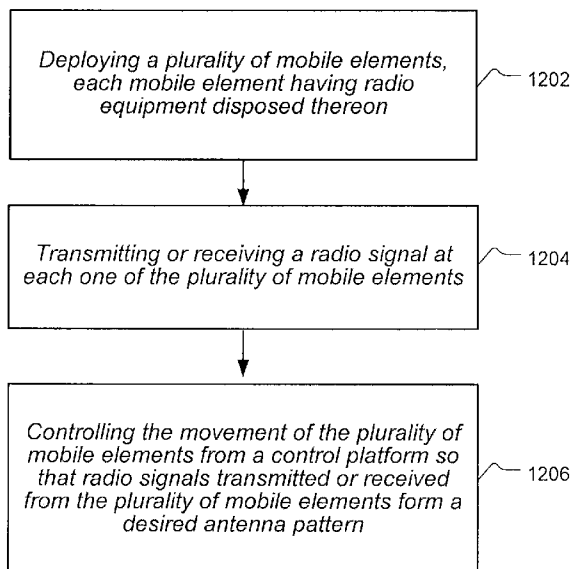 Deploying a plurality of mobile elements,
each mobile element having radio
equipment disposed thereon
1202
Transmitting or receiving a radio signal at
each one of the plurality of mobile elements
1204
Controlling the movement of the plurality of
mobile elements from a control platform so
that radio signals transmitted or received
from the plurality of mobile elements form a
desired antenna pattern
1206